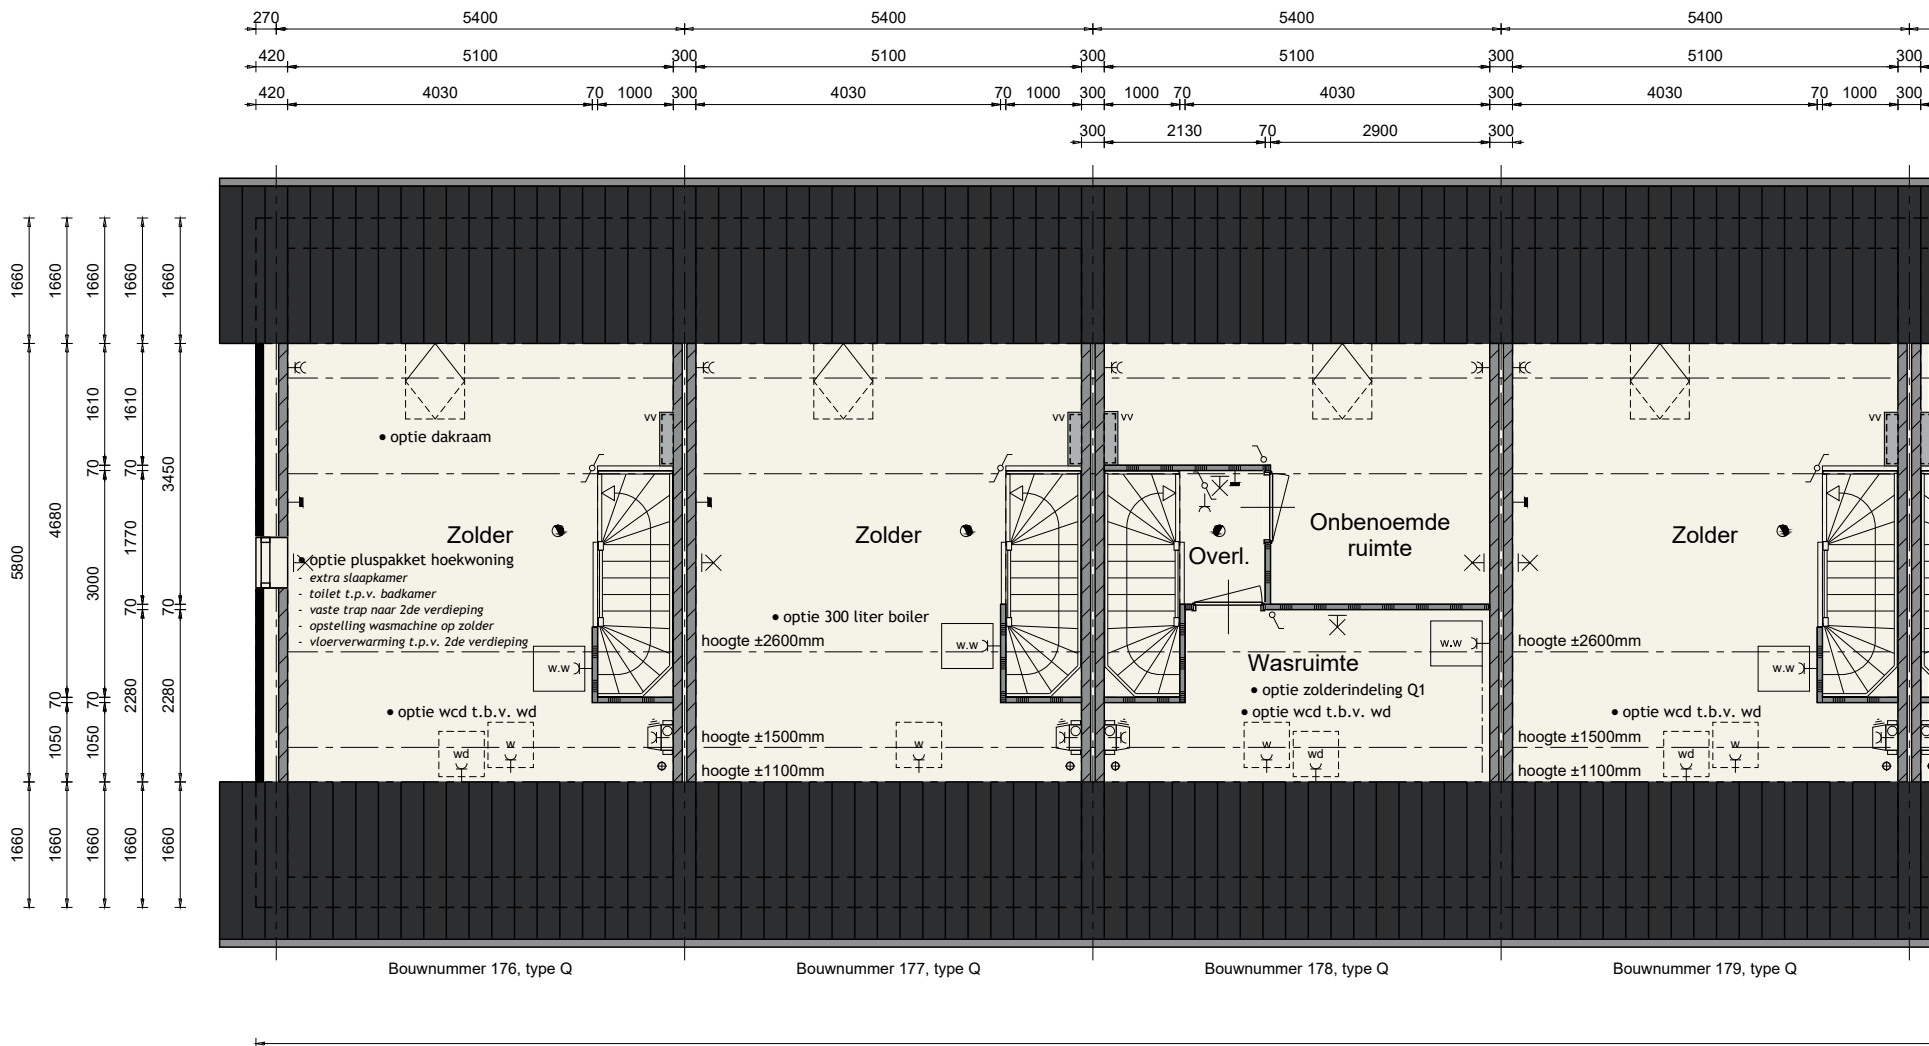 270 5400 5400 5400 5400
420 5100 300 5100 300 5100 300 5100 300
420 4030 70 1000 300 4030 70 1000 300 1000 70 4030 300 4030 70 1000 300
300 2130 70 2900 300
1660 1660 1660 1660 1660
5800 4680 1610 1610 3450
70 70
3000 1770
70 70
70 70 2280 2280
1050 1050
1660 1660 1660 1660 1660
vv vv vv vv
• optie dakraam
Zolder
• optie pluspakket hoekwoning
- extra slaapkamer
- toilet t.p.v. badkamer
- vaste trap naar 2de verdieping
- opstelling wasmachine op zolder
- vloerverwarming t.p.v. 2de verdieping
w.w
• optie wcd t.b.v. wd
wd w
Zolder
• optie 300 liter boiler
hoogte ±2600mm
w.w
hoogte ±1500mm
w
hoogte ±1100mm
Overl.
Onbenoemde
ruimte
w.w
Wasruimte
• optie zolderindeling Q1
• optie wcd t.b.v. wd
w wd
Zolder
hoogte ±2600mm
w.w
• optie wcd t.b.v. wd
hoogte ±1500mm
wd w
hoogte ±1100mm
Bouwnummer 176, type Q
Bouwnummer 177, type Q
Bouwnummer 178, type Q
Bouwnummer 179, type Q